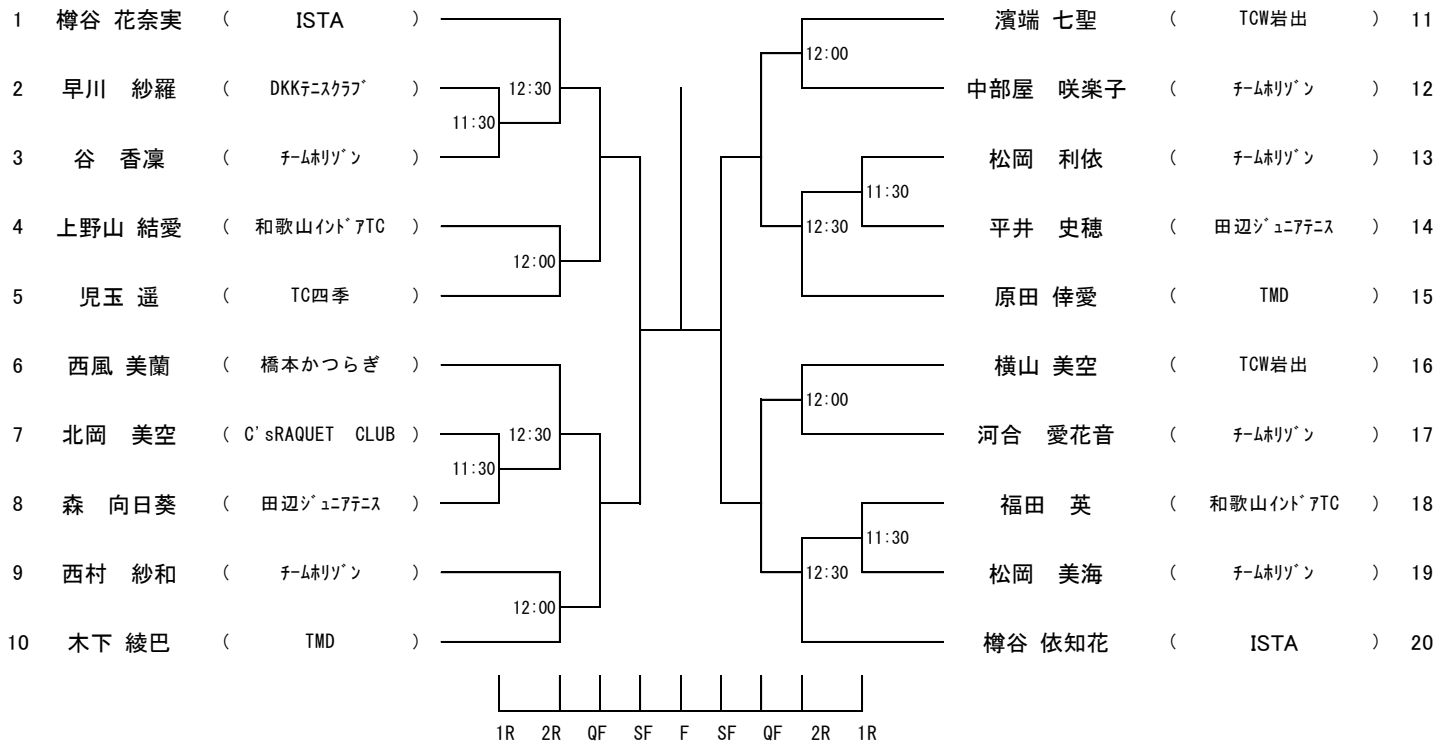 1 樽谷 花奈実 ( ISTA ) 濱端 七聖 ( TCW岩出 ) 11
12:00
2 早川 紗羅 ( DKKﾃﾆｽｸﾗﾌﾞ ) 12:30 中部屋 咲楽子 ( ﾁｰﾑﾎﾘｿﾞﾝ ) 12
11:30
3 谷 香凜 ( ﾁｰﾑﾎﾘｿﾞﾝ ) 松岡 利依 ( ﾁｰﾑﾎﾘｿﾞﾝ ) 13
11:30
4 上野山 結愛 ( 和歌山ｲﾝﾄﾞｱTC ) 12:30 平井 史穂 ( 田辺ｼﾞｭﾆｱﾃﾆｽ ) 14
12:00
5 児玉 遥 ( TC四季 ) 原田 倖愛 ( TMD ) 15
6 西風 美蘭 ( 橋本かつらぎ ) 横山 美空 ( TCW岩出 ) 16
12:00
7 北岡 美空 ( C'sRAQUET CLUB ) 12:30 河合 愛花音 ( ﾁｰﾑﾎﾘｿﾞﾝ ) 17
11:30
8 森 向日葵 ( 田辺ｼﾞｭﾆｱﾃﾆｽ ) 福田 英 ( 和歌山ｲﾝﾄﾞｱTC ) 18
11:30
9 西村 紗和 ( ﾁｰﾑﾎﾘｿﾞﾝ ) 12:30 松岡 美海 ( ﾁｰﾑﾎﾘｿﾞﾝ ) 19
12:00
10 木下 綾巴 ( TMD ) 樽谷 依知花 ( ISTA ) 20
1R 2R QF SF F SF QF 2R 1R